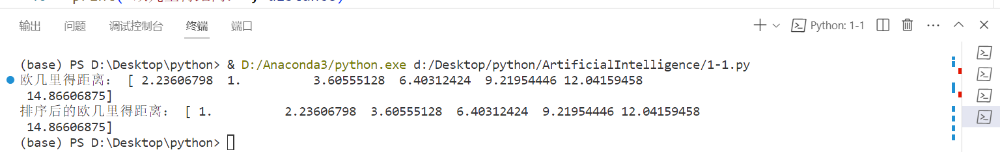 输出 问题 调试控制台 终端 端口 Python: 1-1
(base) PS D:\Desktop\python> & D:/Anaconda3/python.exe d:/Desktop/python/ArtificialIntelligence/1-1.py
欧几里得距离: [ 2.23606798  1.          3.60555128  6.40312424  9.21954446 12.04159458
 14.86606875]
排序后的欧几里得距离: [ 1.          2.23606798  3.60555128  6.40312424  9.21954446 12.04159458
 14.86606875]
(base) PS D:\Desktop\python>